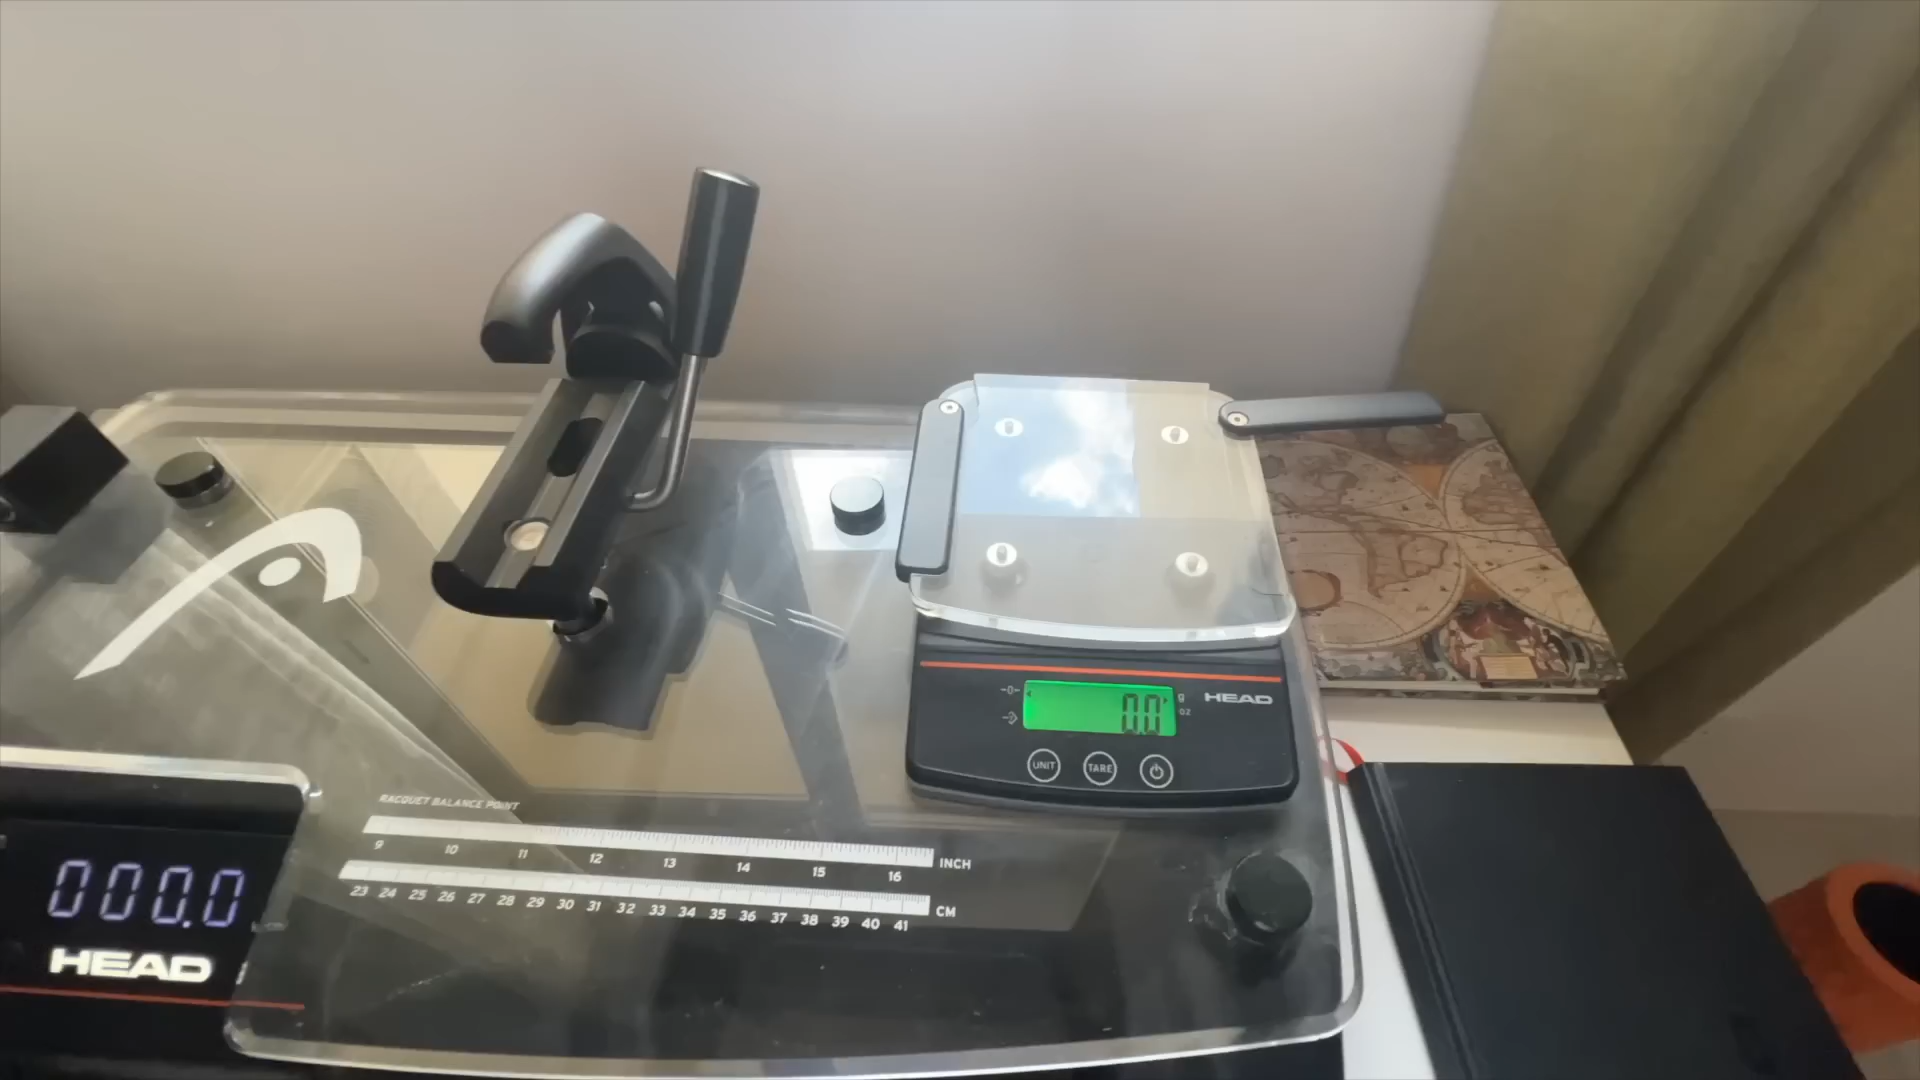 -0- 0.0 g HEAD
oz
UNIT TARE
RACQUET BALANCE POINT
9 10 11 12 13 14 15 16 INCH
23 24 25 26 27 28 29 30 31 32 33 34 35 36 37 38 39 40 41 CM
000.0
HEAD